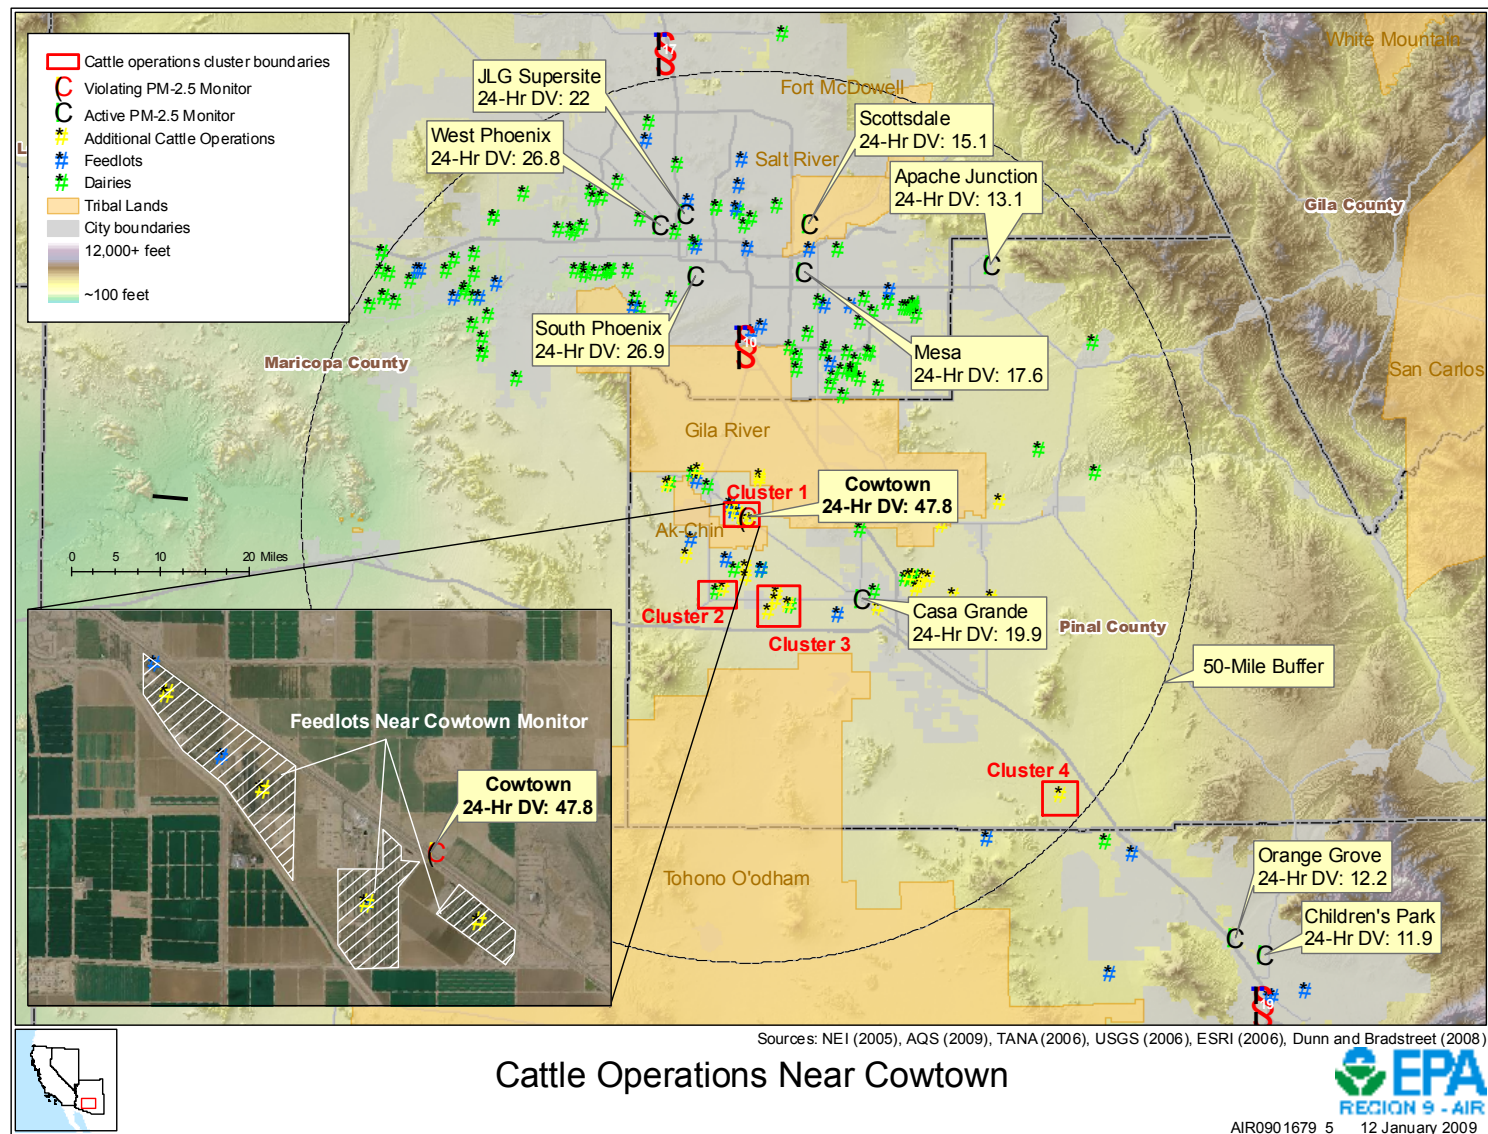 Cattle operations cluster boundaries
Violating PM-2.5 Monitor
Active PM-2.5 Monitor
Additional Cattle Operations
Feedlots
Dairies
Tribal Lands
City boundaries
12,000+ feet
~100 feet
17
JLG Supersite
24-Hr DV: 22
West Phoenix
24-Hr DV: 26.8
Fort McDowell
White Mountain
Scottsdale
24-Hr DV: 15.1
Salt River
Apache Junction
24-Hr DV: 13.1
Gila County
South Phoenix
24-Hr DV: 26.9
10
Mesa
24-Hr DV: 17.6
Maricopa County
San Carlos
Gila River
Cluster 1
Cowtown
24-Hr DV: 47.8
Ak-Chin
0 5 10 20 Miles
Cluster 2
Cluster 3
Casa Grande
24-Hr DV: 19.9
Pinal County
50-Mile Buffer
Feedlots Near Cowtown Monitor
Cowtown
24-Hr DV: 47.8
Cluster 4
Tohono O'odham
Orange Grove
24-Hr DV: 12.2
Children's Park
24-Hr DV: 11.9
19
Sources: NEI (2005), AQS (2009), TANA (2006), USGS (2006), ESRI (2006), Dunn and Bradstreet (2008)
Cattle Operations Near Cowtown
EPA
REGION 9 - AIR
AIR0901679_5 12 January 2009